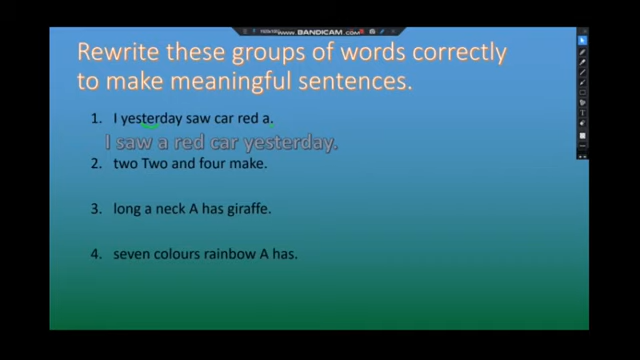 www.BANDICAM.COM
Rewrite these groups of words correctly
to make meaningful sentences.
1. I yesterday saw car red a.
I saw a red car yesterday.
2. two Two and four make.
3. long a neck A has giraffe.
4. seven colours rainbow A has.